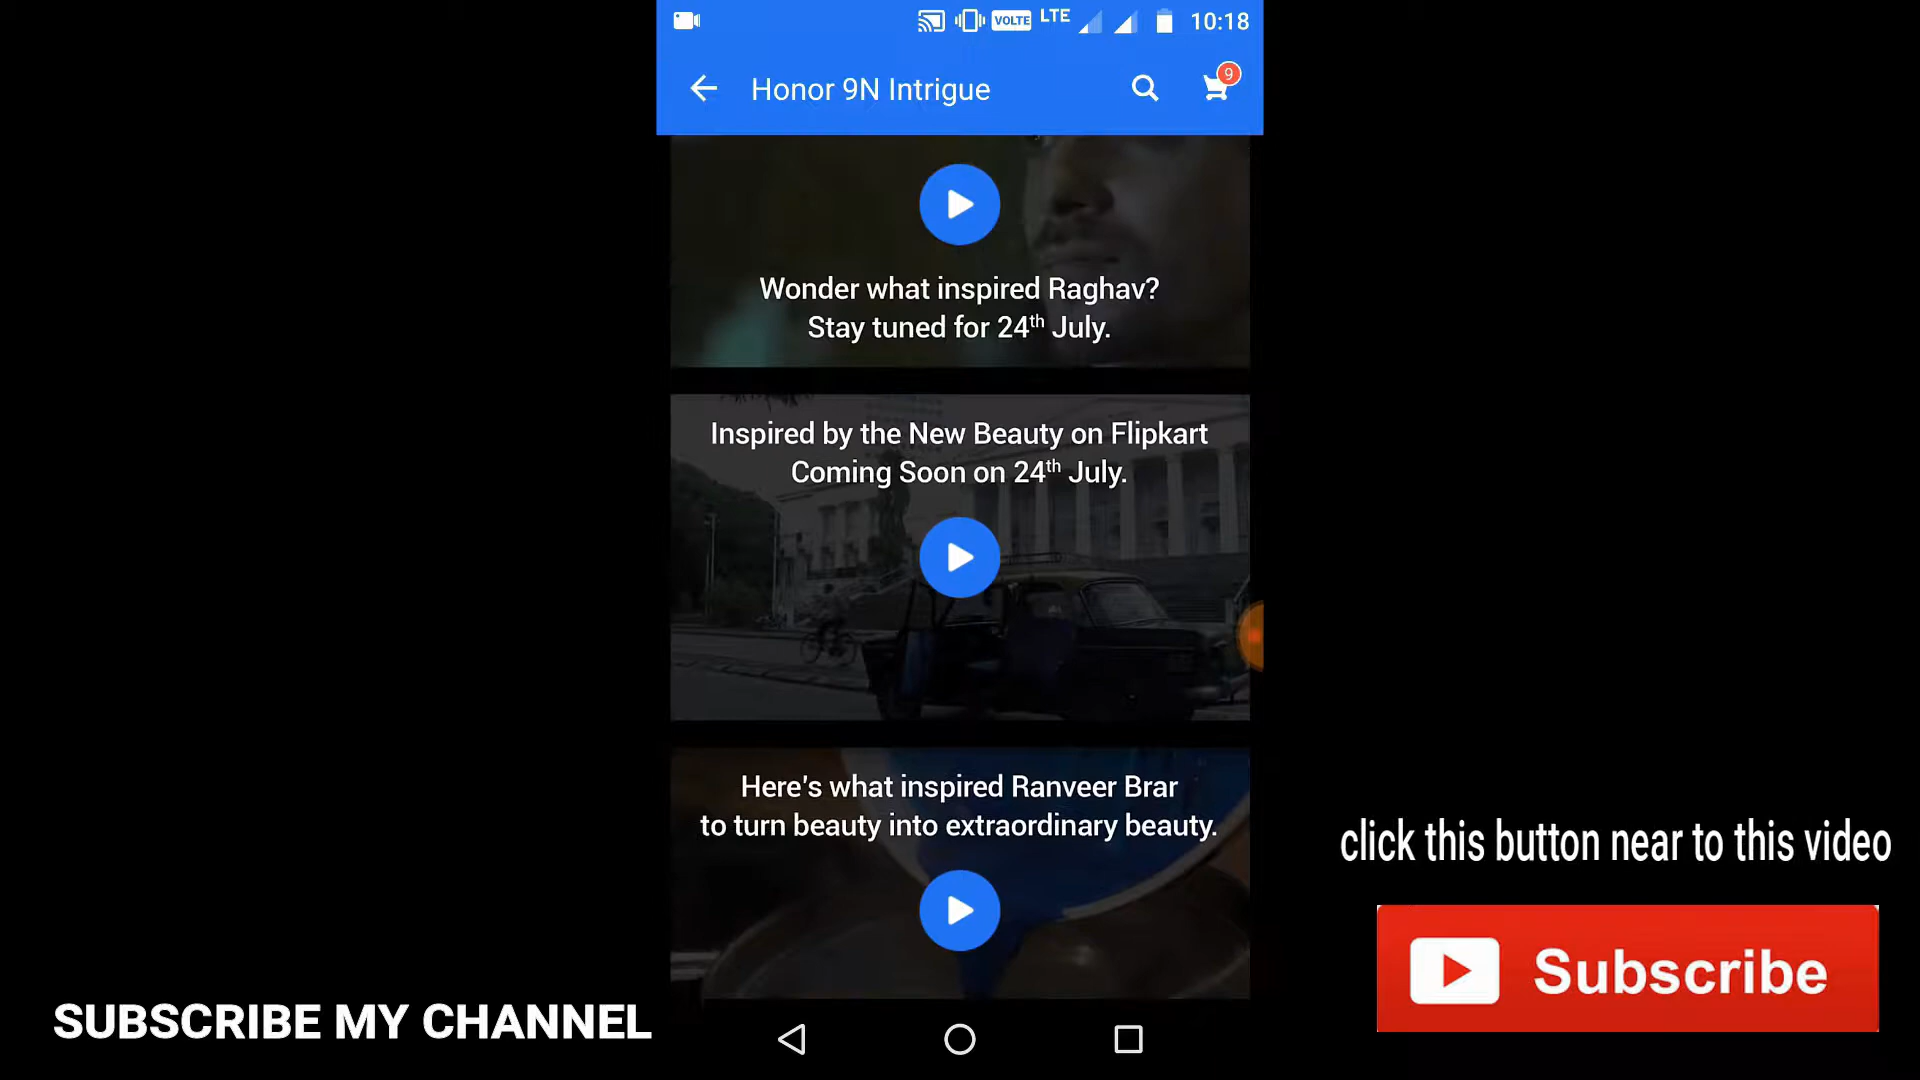 VOLTE LTE 10:18
Honor 9N Intrigue
9
Wonder what inspired Raghav?
Stay tuned for 24th July.
Inspired by the New Beauty on Flipkart
Coming Soon on 24th July.
Here's what inspired Ranveer Brar
to turn beauty into extraordinary beauty.
click this button near to this video
Subscribe
SUBSCRIBE MY CHANNEL